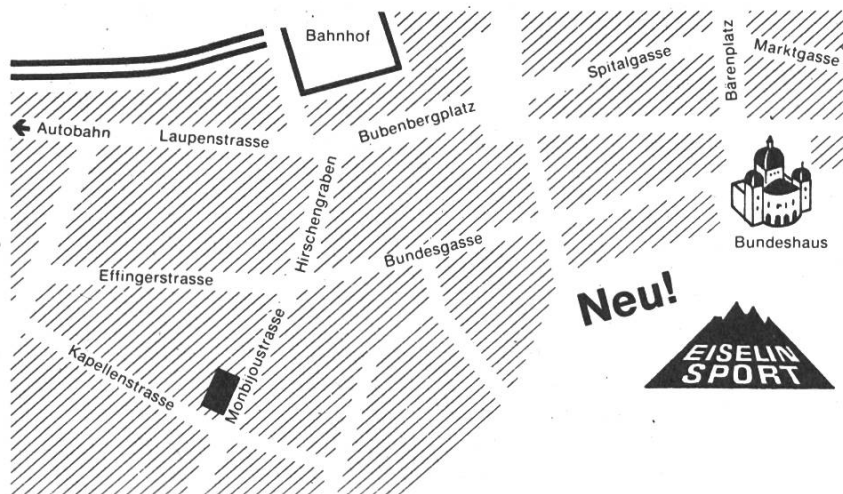 Bahnhof
Spitalgasse
Bärenplatz
Marktgasse
Autobahn
Laupenstrasse
Bubenbergplatz
Hirschengraben
Bundesgasse
Bundeshaus
Effingerstrasse
Neu!
Kapellenstrasse
Monbijoustrasse
EISELIN
SPORT